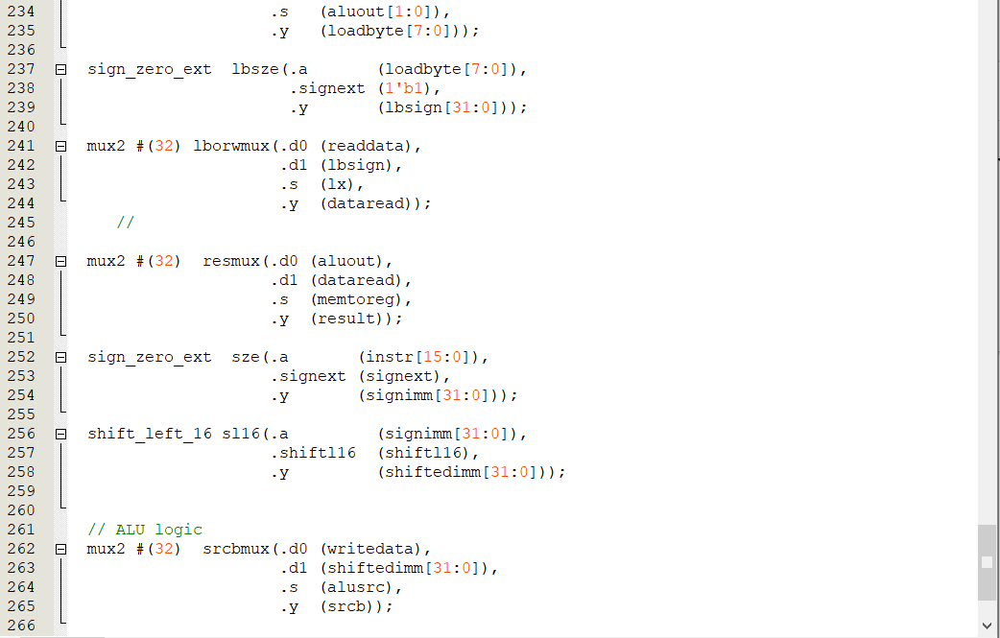 234 .s (aluout[1:0]),
235 .y (loadbyte[7:0]));
236
237 sign_zero_ext lbsze(.a (loadbyte[7:0]),
238 .signext (1'b1),
239 .y (lbsign[31:0]));
240
241 mux2 #(32) lborwmux(.d0 (readdata),
242 .d1 (lbsign),
243 .s (lx),
244 .y (dataread));
245 //
246
247 mux2 #(32) resmux(.d0 (aluout),
248 .d1 (dataread),
249 .s (memtoreg),
250 .y (result));
251
252 sign_zero_ext sze(.a (instr[15:0]),
253 .signext (signext),
254 .y (signimm[31:0]));
255
256 shift_left_16 sl16(.a (signimm[31:0]),
257 .shiftl16 (shiftl16),
258 .y (shiftedimm[31:0]));
259
260
261 // ALU logic
262 mux2 #(32) srcbmux(.d0 (writedata),
263 .d1 (shiftedimm[31:0]),
264 .s (alusrc),
265 .y (srcb));
266